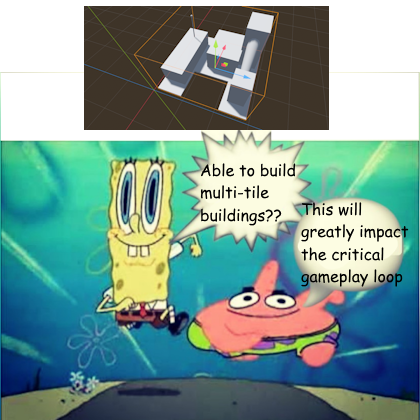 Able to build
multi-tile
buildings??
This will
greatly impact
the critical
gameplay loop